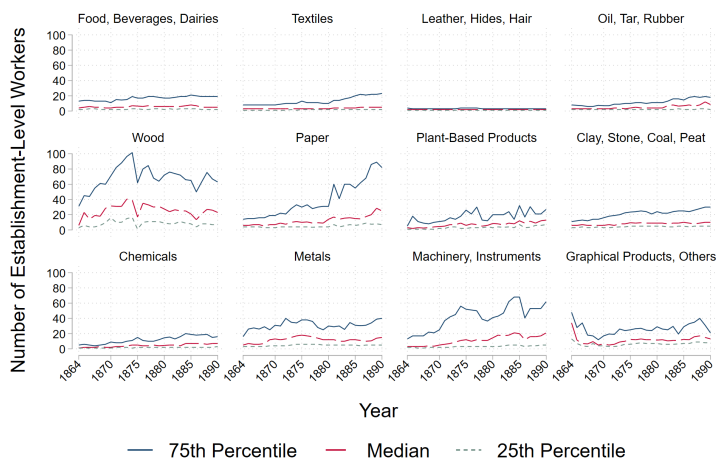 Number of Establishment-Level Workers
Food, Beverages, Dairies
Textiles
Leather, Hides, Hair
Oil, Tar, Rubber
100
80
60
40
20
0
Wood
Paper
Plant-Based Products
Clay, Stone, Coal, Peat
100
80
60
40
20
0
Chemicals
Metals
Machinery, Instruments
Graphical Products, Others
100
80
60
40
20
0
1864 1870 1875 1880 1885 1890
1864 1870 1875 1880 1885 1890
1864 1870 1875 1880 1885 1890
1864 1870 1875 1880 1885 1890
Year
75th Percentile Median 25th Percentile